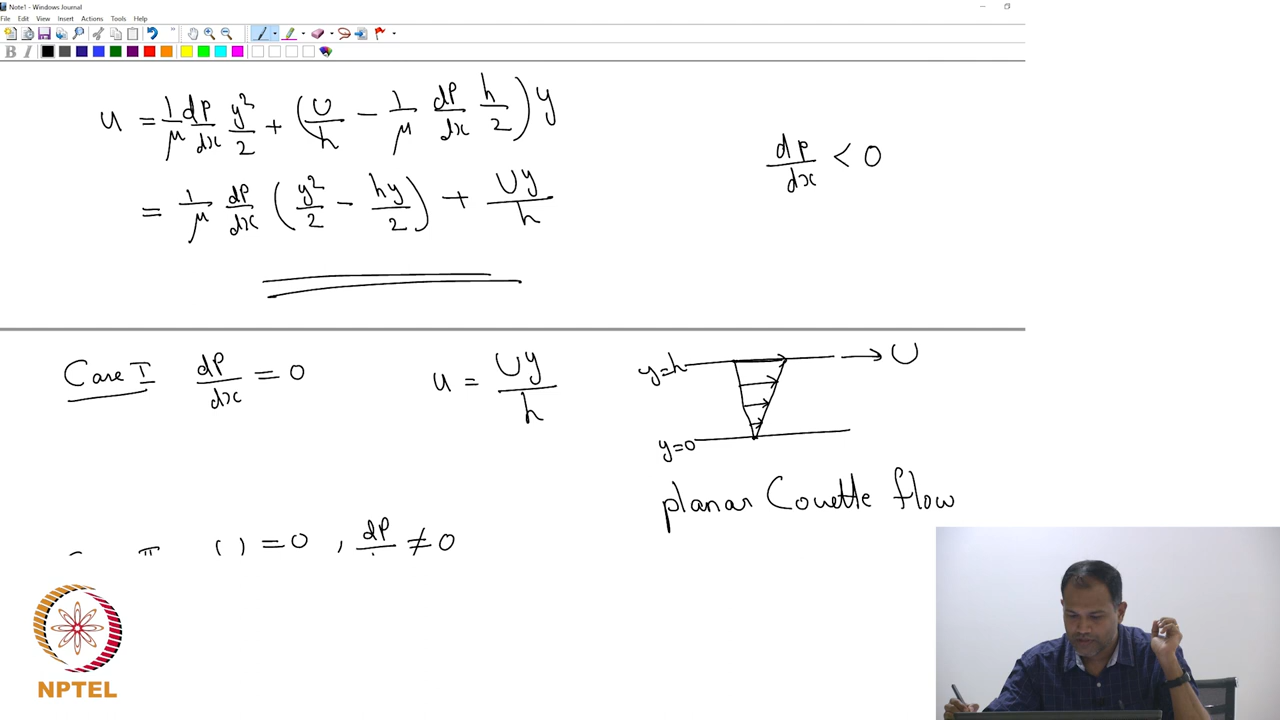 Note1 - Windows Journal
File Edit View Insert Actions Tools Help
B I
u = 1/μ dp/dx y²/2 + (U/h - 1/μ dp/dx h/2) y
= 1/μ dp/dx (y²/2 - hy/2) + Uy/h
dp/dx < 0
Case I dp/dx = 0
u = Uy/h
y=h
U
y=0
planar Couette flow
= 0 , dp ≠ 0
NPTEL